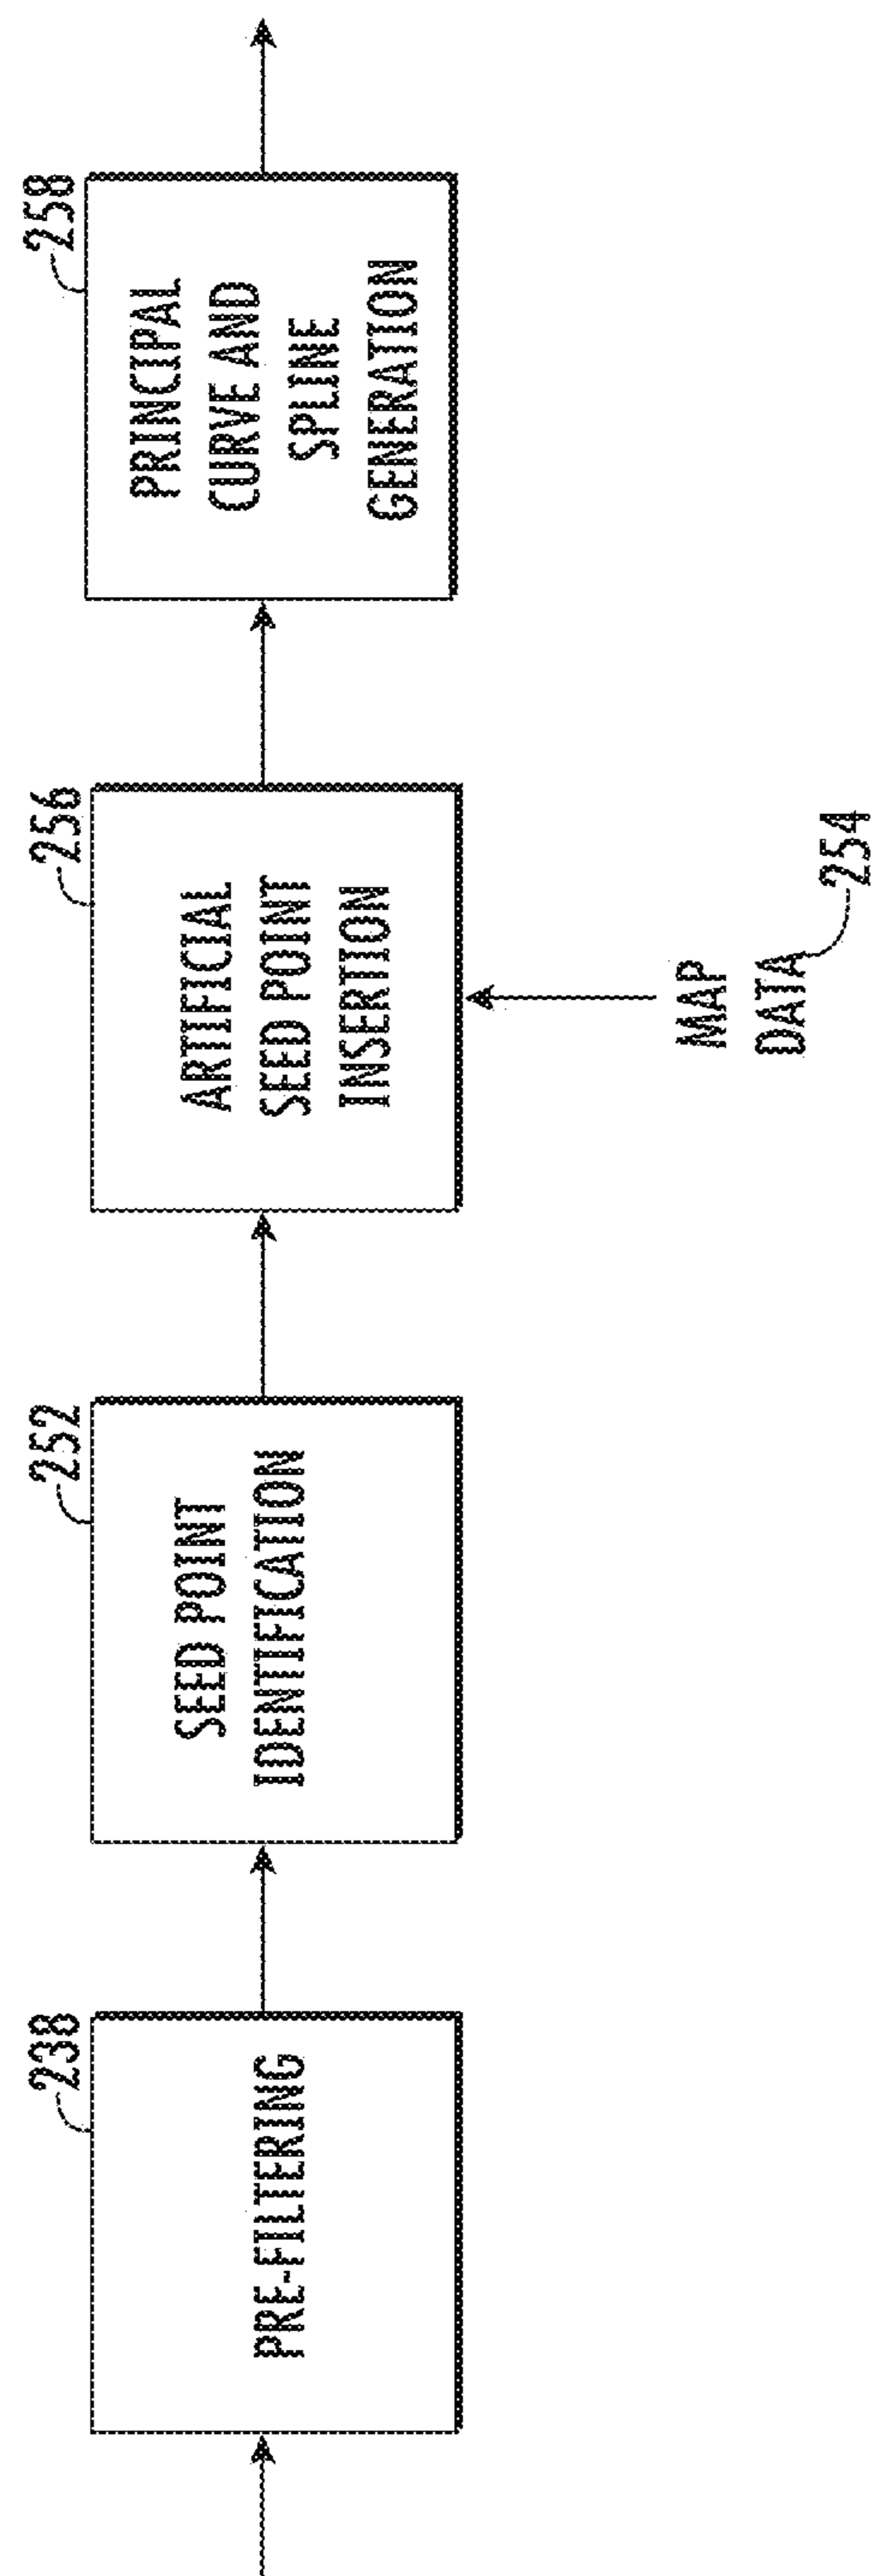 238
PRE-FILTERING
252
SEED POINT
IDENTIFICATION
256
ARTIFICIAL
SEED POINT
INSERTION
MAP
DATA
254
258
PRINCIPAL
CURVE AND
SPLINE
GENERATION